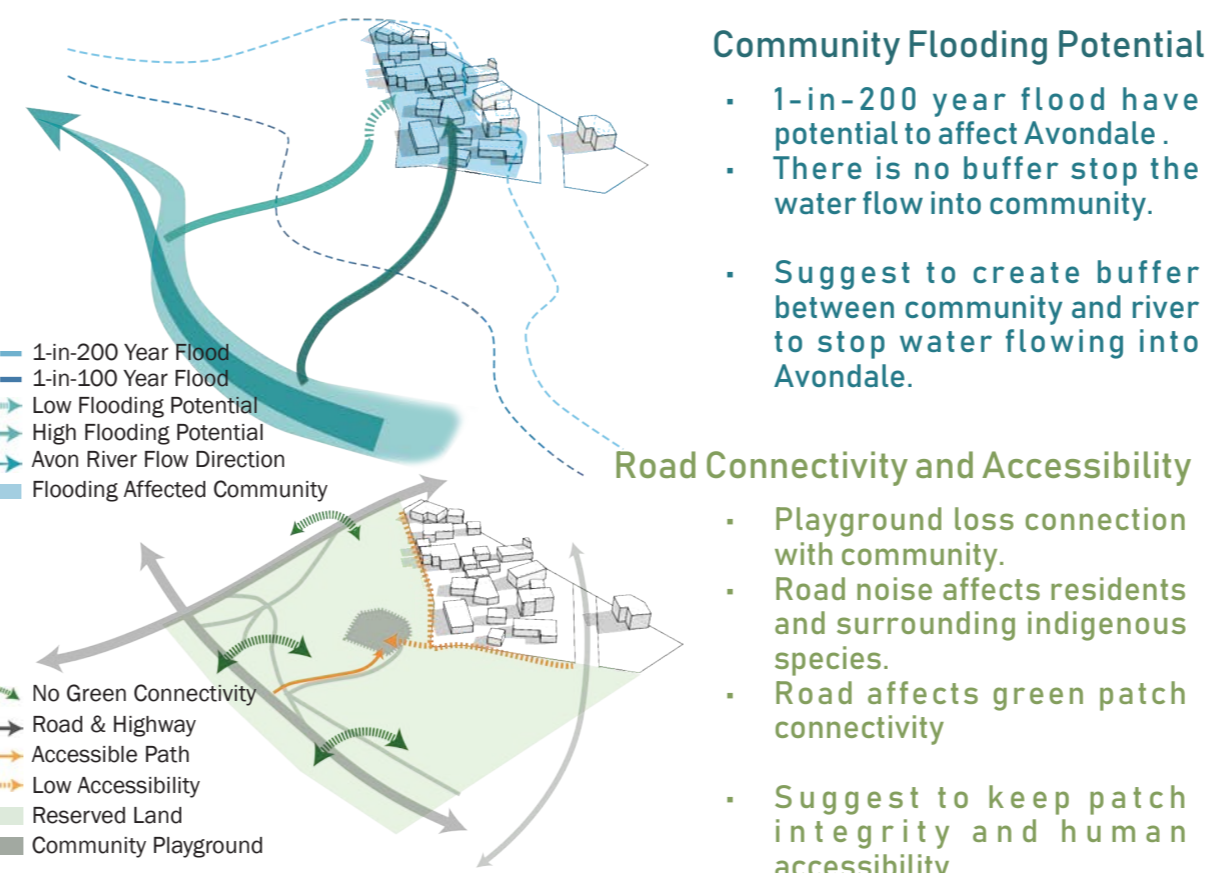 Community Flooding Potential
▪ 1-in-200 year flood have
potential to affect Avondale .
▪ There is no buffer stop the
water flow into community.
▪ Suggest to create buffer
between community and river
to stop water flowing into
Avondale.
1-in-200 Year Flood
1-in-100 Year Flood
Low Flooding Potential
High Flooding Potential
Avon River Flow Direction
Flooding Affected Community
Road Connectivity and Accessibility
▪ Playground loss connection
with community.
▪ Road noise affects residents
and surrounding indigenous
species.
▪ Road affects green patch
connectivity
▪ Suggest to keep patch
integrity and human
accessibility
No Green Connectivity
Road & Highway
Accessible Path
Low Accessibility
Reserved Land
Community Playground